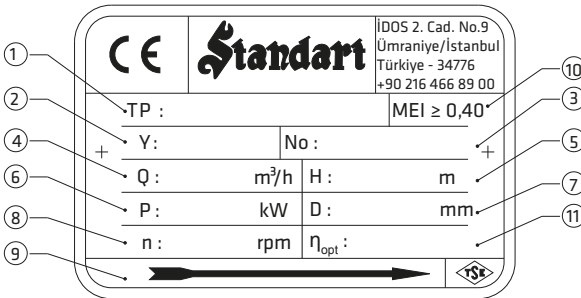 CE
Standart
İDOS 2. Cad. No.9
Ümraniye/İstanbul
Türkiye - 34776
+90 216 466 89 00
1
TP :
MEI ≥ 0,40
10
2
Y:
No :
3
4
Q : m³/h
H : m
5
6
P : kW
D : mm
7
8
n : rpm
ηopt :
11
9
TSE